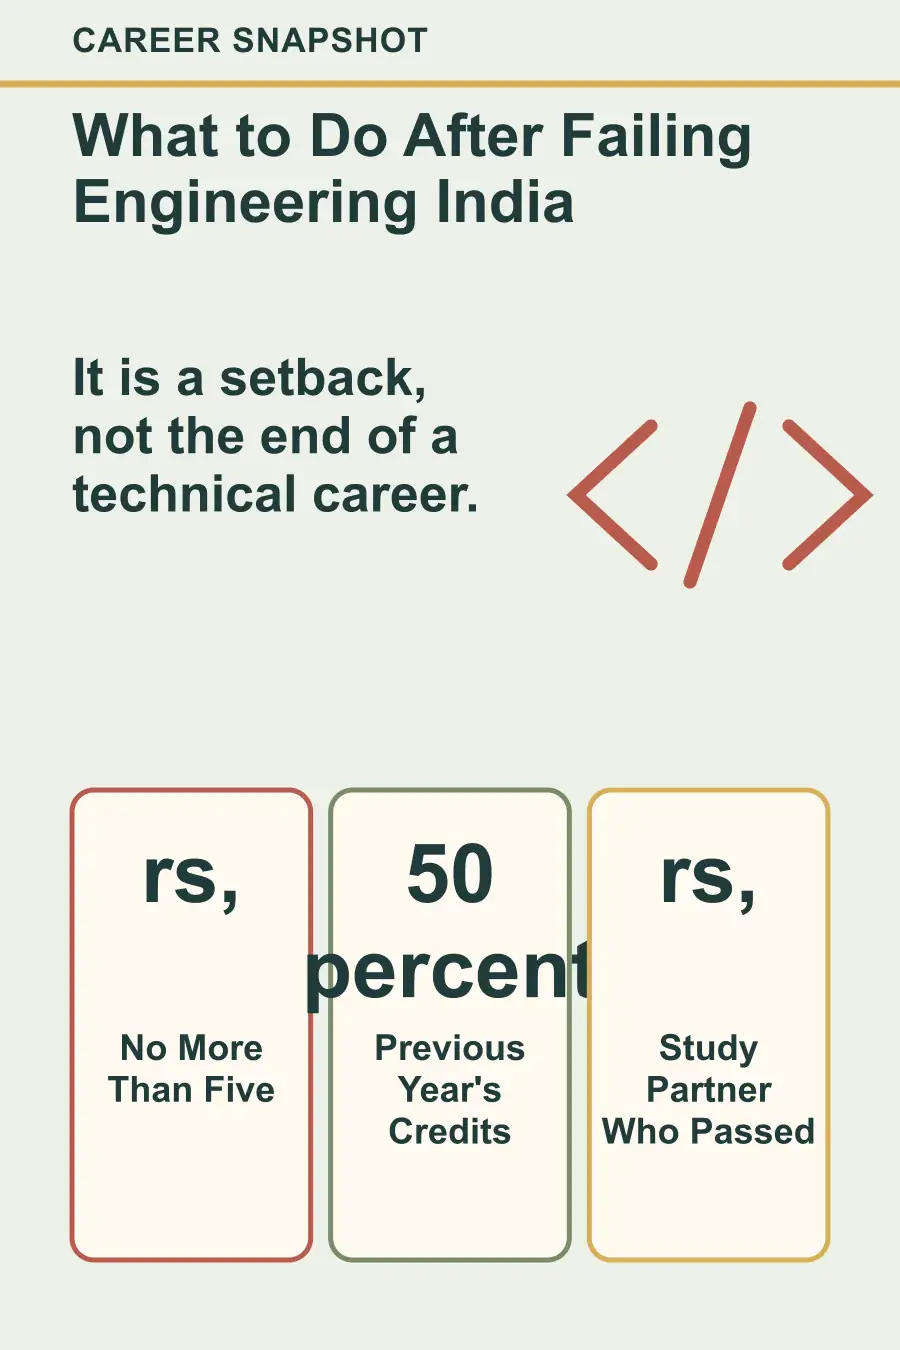 CAREER SNAPSHOT
What to Do After Failing
Engineering India
It is a setback,
not the end of a
technical career.
</>
rs,
No More
Than Five
50
percent
Previous
Year's
Credits
rs,
Study
Partner
Who Passed